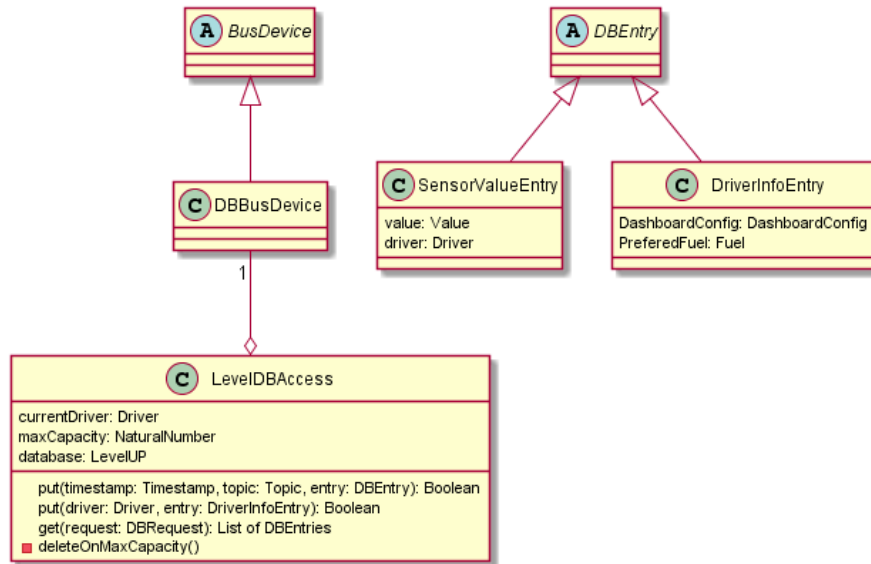 A BusDevice
A DBEntry
C DBBusDevice
C SensorValueEntry
value: Value
driver: Driver
C DriverInfoEntry
DashboardConfig: DashboardConfig
PreferedFuel: Fuel
1
C LevelDBAccess
currentDriver: Driver
maxCapacity: NaturalNumber
database: LevelUP
put(timestamp: Timestamp, topic: Topic, entry: DBEntry): Boolean
put(driver: Driver, entry: DriverInfoEntry): Boolean
get(request: DBRequest): List of DBEntries
deleteOnMaxCapacity()